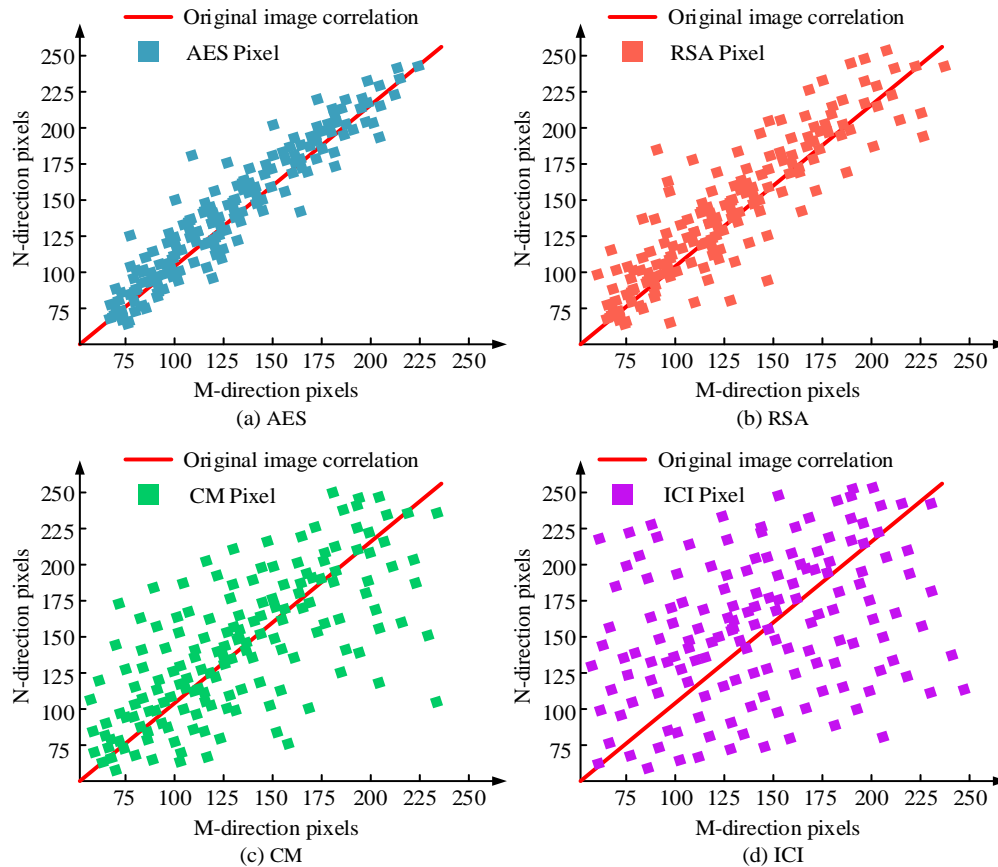 Original image correlation
AES Pixel
N-direction pixels
250
225
200
175
150
125
100
75
75 100 125 150 175 200 225 250
M-direction pixels
(a) AES
Original image correlation
RSA Pixel
N-direction pixels
250
225
200
175
150
125
100
75
75 100 125 150 175 200 225 250
M-direction pixels
(b) RSA
Original image correlation
CM Pixel
N-direction pixels
250
225
200
175
150
125
100
75
75 100 125 150 175 200 225 250
M-direction pixels
(c) CM
Original image correlation
ICI Pixel
N-direction pixels
250
225
200
175
150
125
100
75
75 100 125 150 175 200 225 250
M-direction pixels
(d) ICI